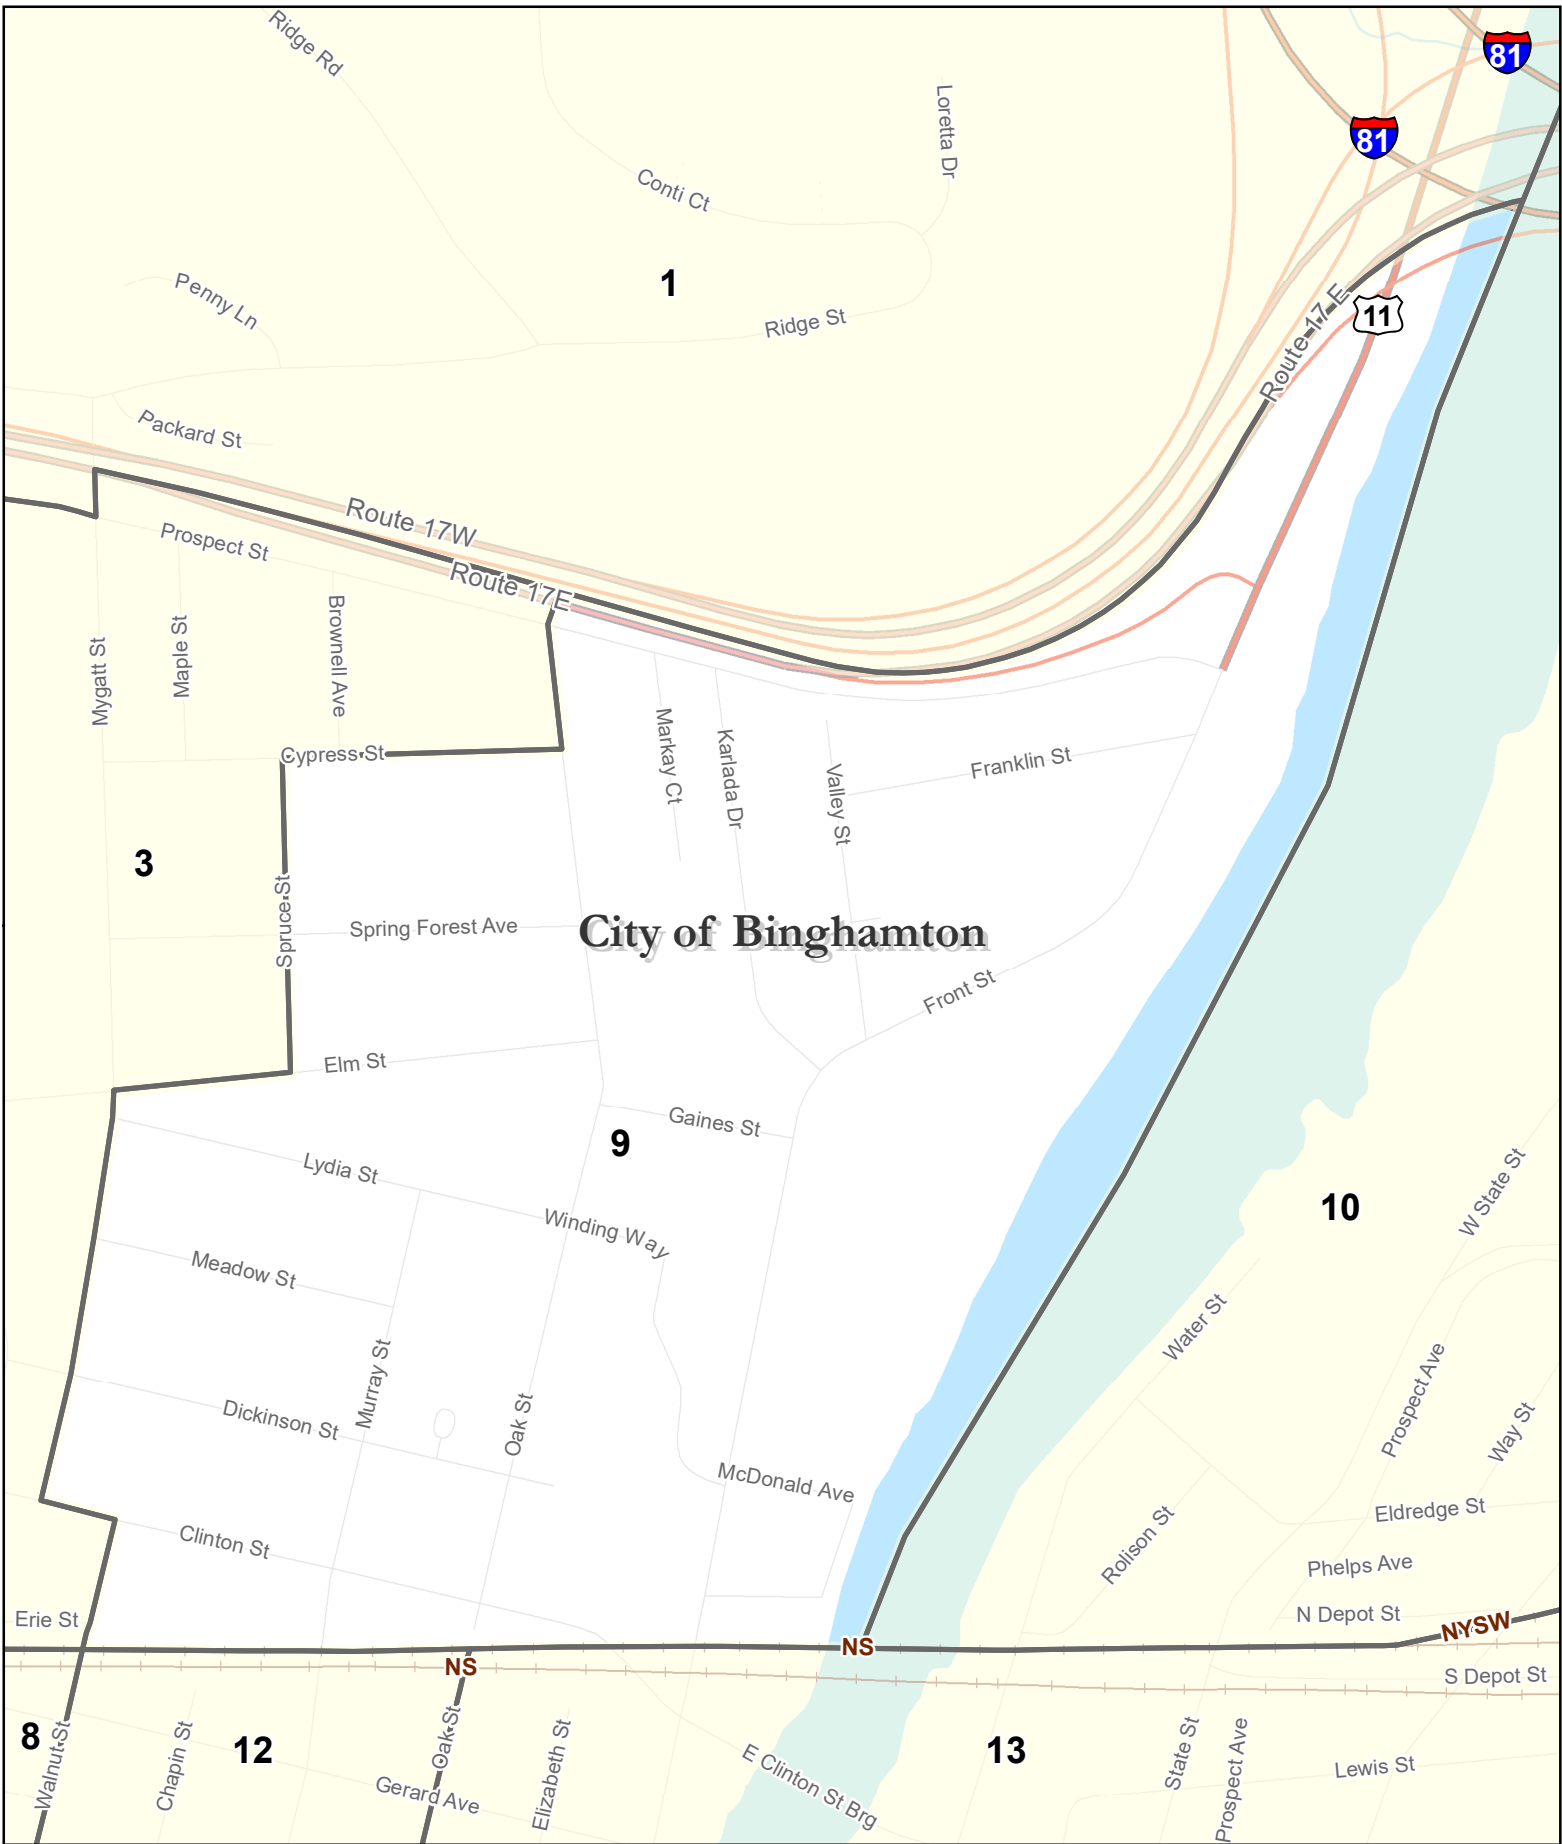 Ridge Rd
81
81
Loretta Dr
Conti Ct
1
Penny Ln
Ridge St
Route 17 E
11
Packard St
Route 17W
Prospect St
Route 17E
Mygatt St
Maple St
Brownell Ave
Cypress St
Markay Ct
Karlada Dr
Valley St
Franklin St
3
Spruce St
Spring Forest Ave
City of Binghamton
Front St
Elm St
Gaines St
9
Lydia St
Winding Way
10
W State St
Meadow St
Water St
Murray St
Prospect Ave
Dickinson St
Oak St
Way St
McDonald Ave
Eldredge St
Clinton St
Rolison St
Phelps Ave
Erie St
N Depot St
NYSW
NS
NS
S Depot St
8
Walnut St
Chapin St
12
Oak St
Gerard Ave
Elizabeth St
E Clinton St Brg
13
State St
Prospect Ave
Lewis St